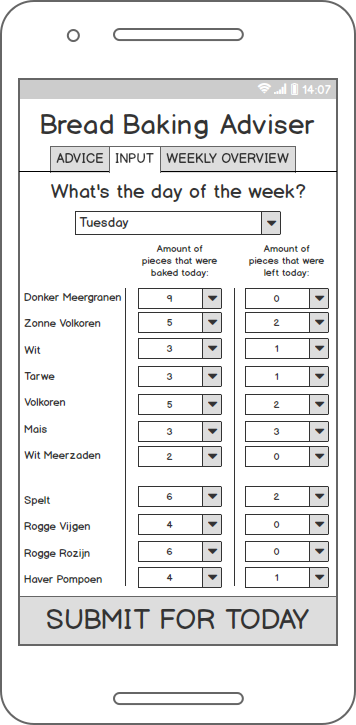 14:07
Bread Baking Adviser
ADVICE INPUT WEEKLY OVERVIEW
What's the day of the week?
Tuesday
Amount of pieces that were baked today:
Amount of pieces that were left today:
Donker Meergranen 9 0
Zonne Volkoren 5 2
Wit 3 1
Tarwe 3 1
Volkoren 5 2
Mais 3 3
Wit Meerzaden 2 0
Spelt 6 2
Rogge Vijgen 4 0
Rogge Rozijn 6 0
Haver Pompoen 4 1
SUBMIT FOR TODAY